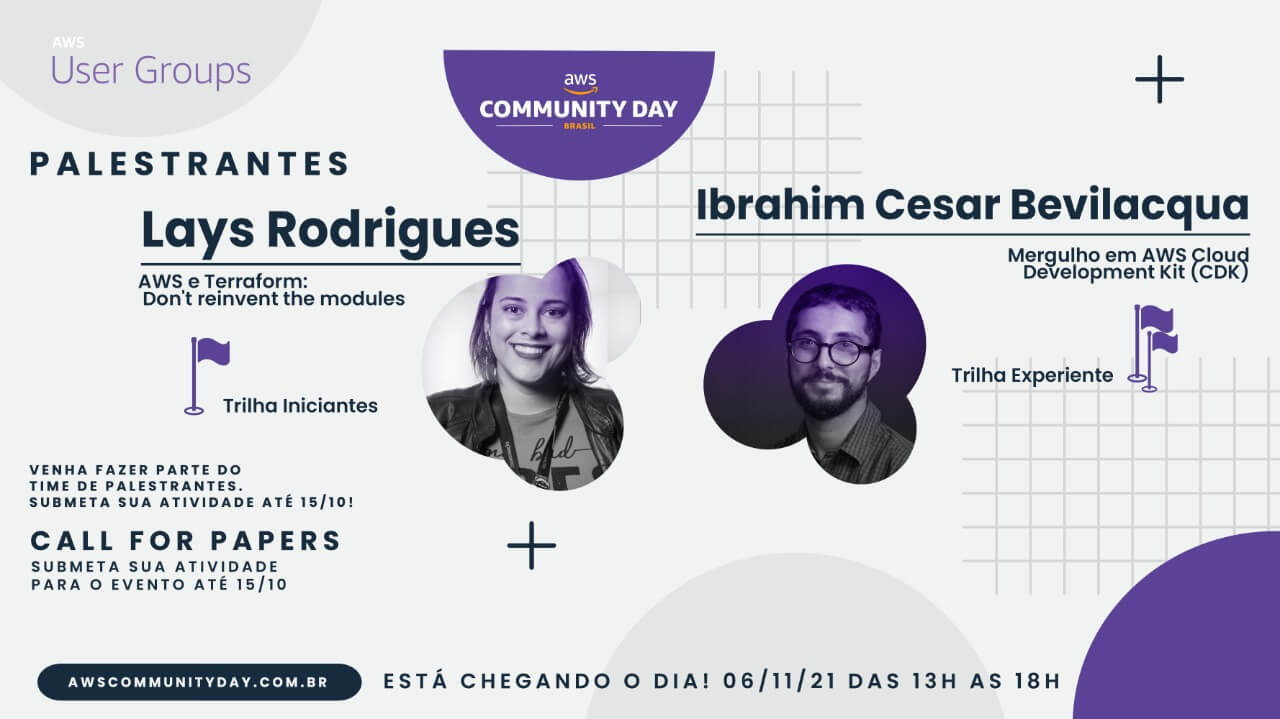 AWS
User Groups
aws
COMMUNITY DAY
BRASIL
PALESTRANTES
Lays Rodrigues
AWS e Terraform:
Don't reinvent the modules
Trilha Iniciantes
Ibrahim Cesar Bevilacqua
Mergulho em AWS Cloud
Development Kit (CDK)
Trilha Experiente
VENHA FAZER PARTE DO
TIME DE PALESTRANTES.
SUBMETA SUA ATIVIDADE ATÉ 15/10!
CALL FOR PAPERS
SUBMETA SUA ATIVIDADE
PARA O EVENTO ATÉ 15/10
AWSCOMMUNITYDAY.COM.BR
ESTÁ CHEGANDO O DIA! 06/11/21 DAS 13H AS 18H